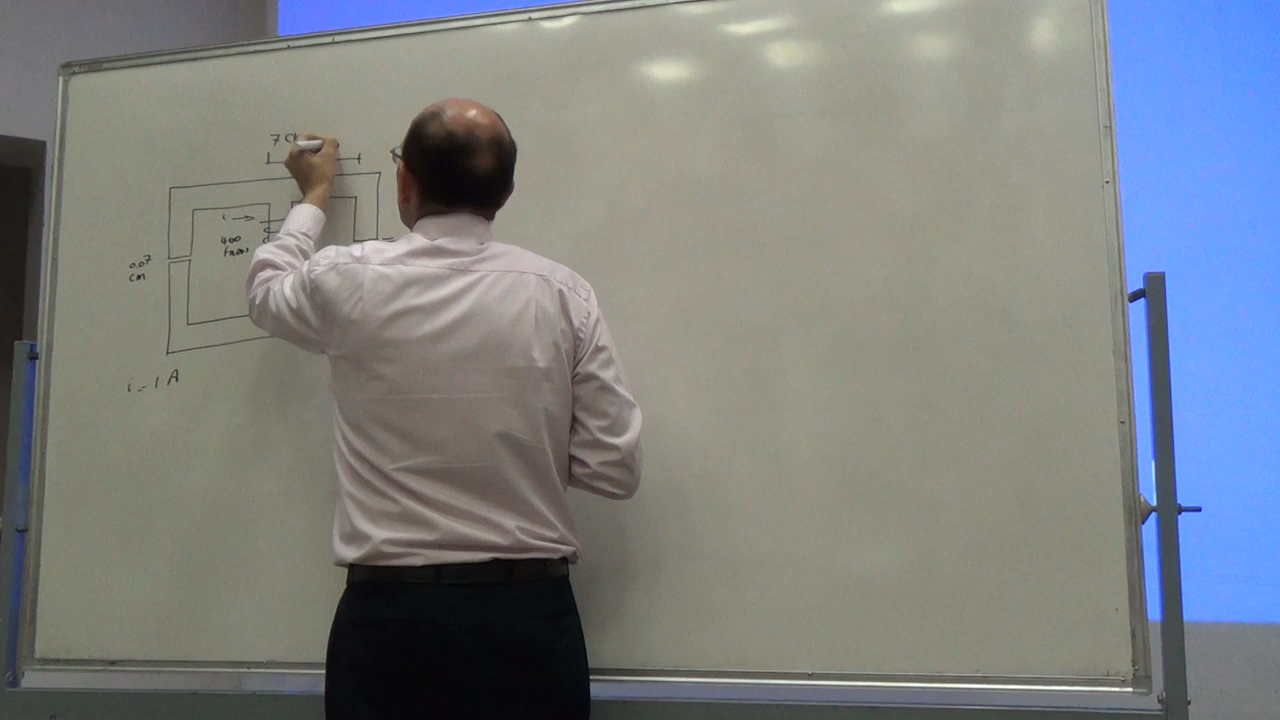 7 c
i →
400
turns
0.07
cm
i = 1 A